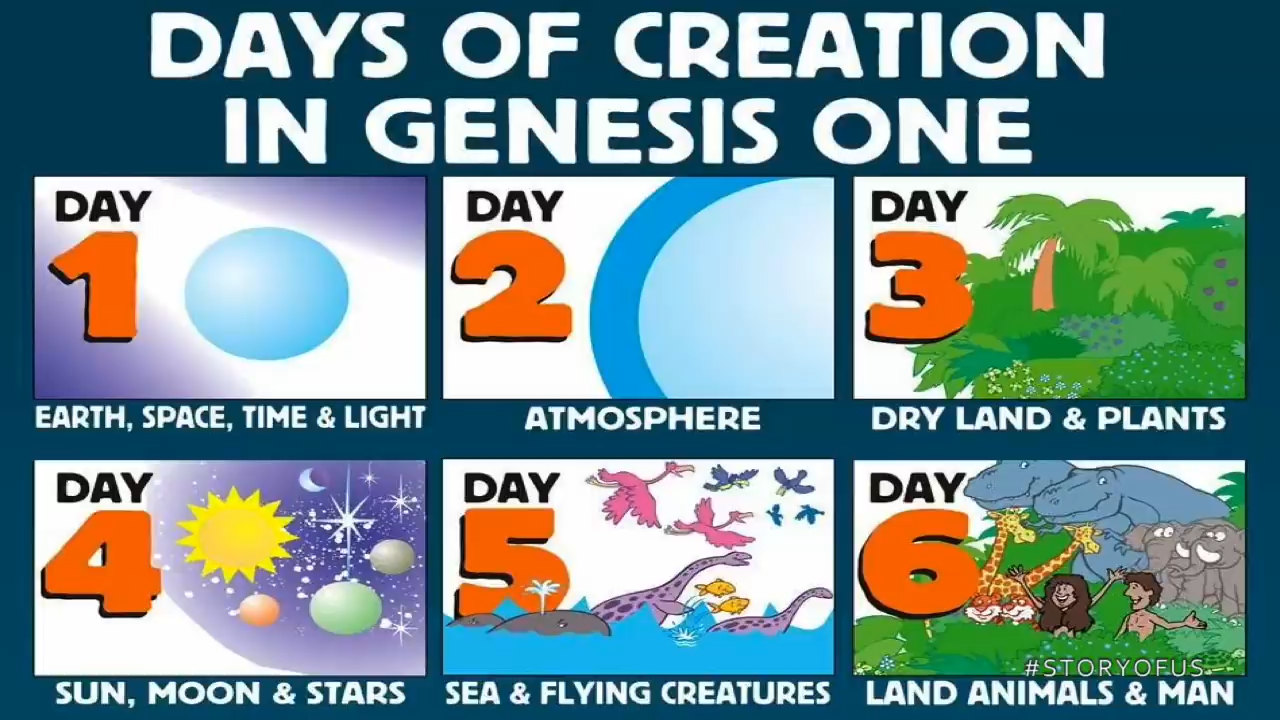 DAYS OF CREATION
IN GENESIS ONE
DAY
1
EARTH, SPACE, TIME & LIGHT
DAY
2
ATMOSPHERE
DAY
3
DRY LAND & PLANTS
DAY
4
SUN, MOON & STARS
DAY
5
SEA & FLYING CREATURES
DAY
6
#STORYOFUS
LAND ANIMALS & MAN